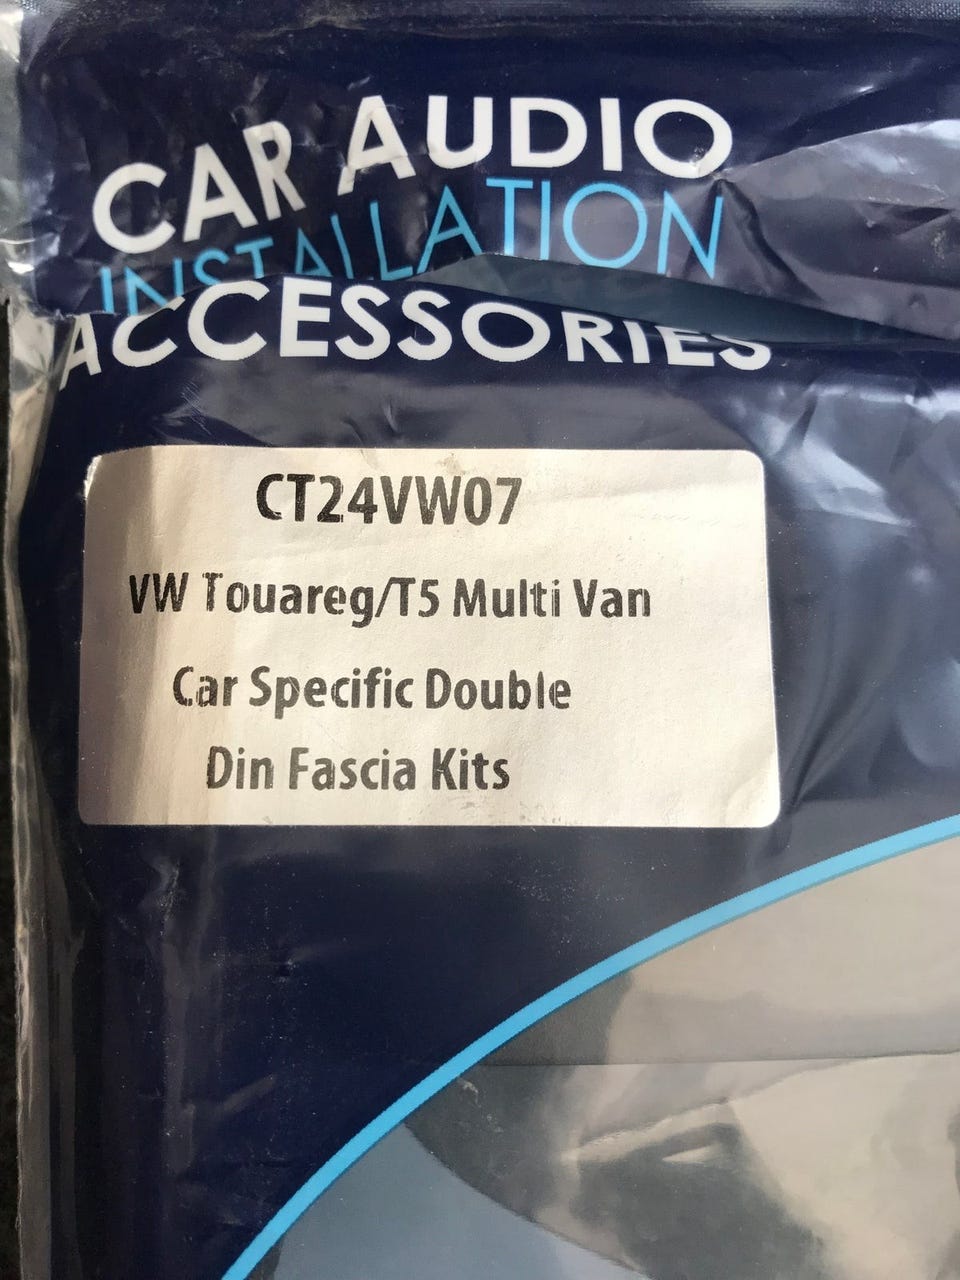 CAR AUDIO
INSTALLATION
ACCESSORIES
CT24VW07
VW Touareg/T5 Multi Van
Car Specific Double
Din Fascia Kits